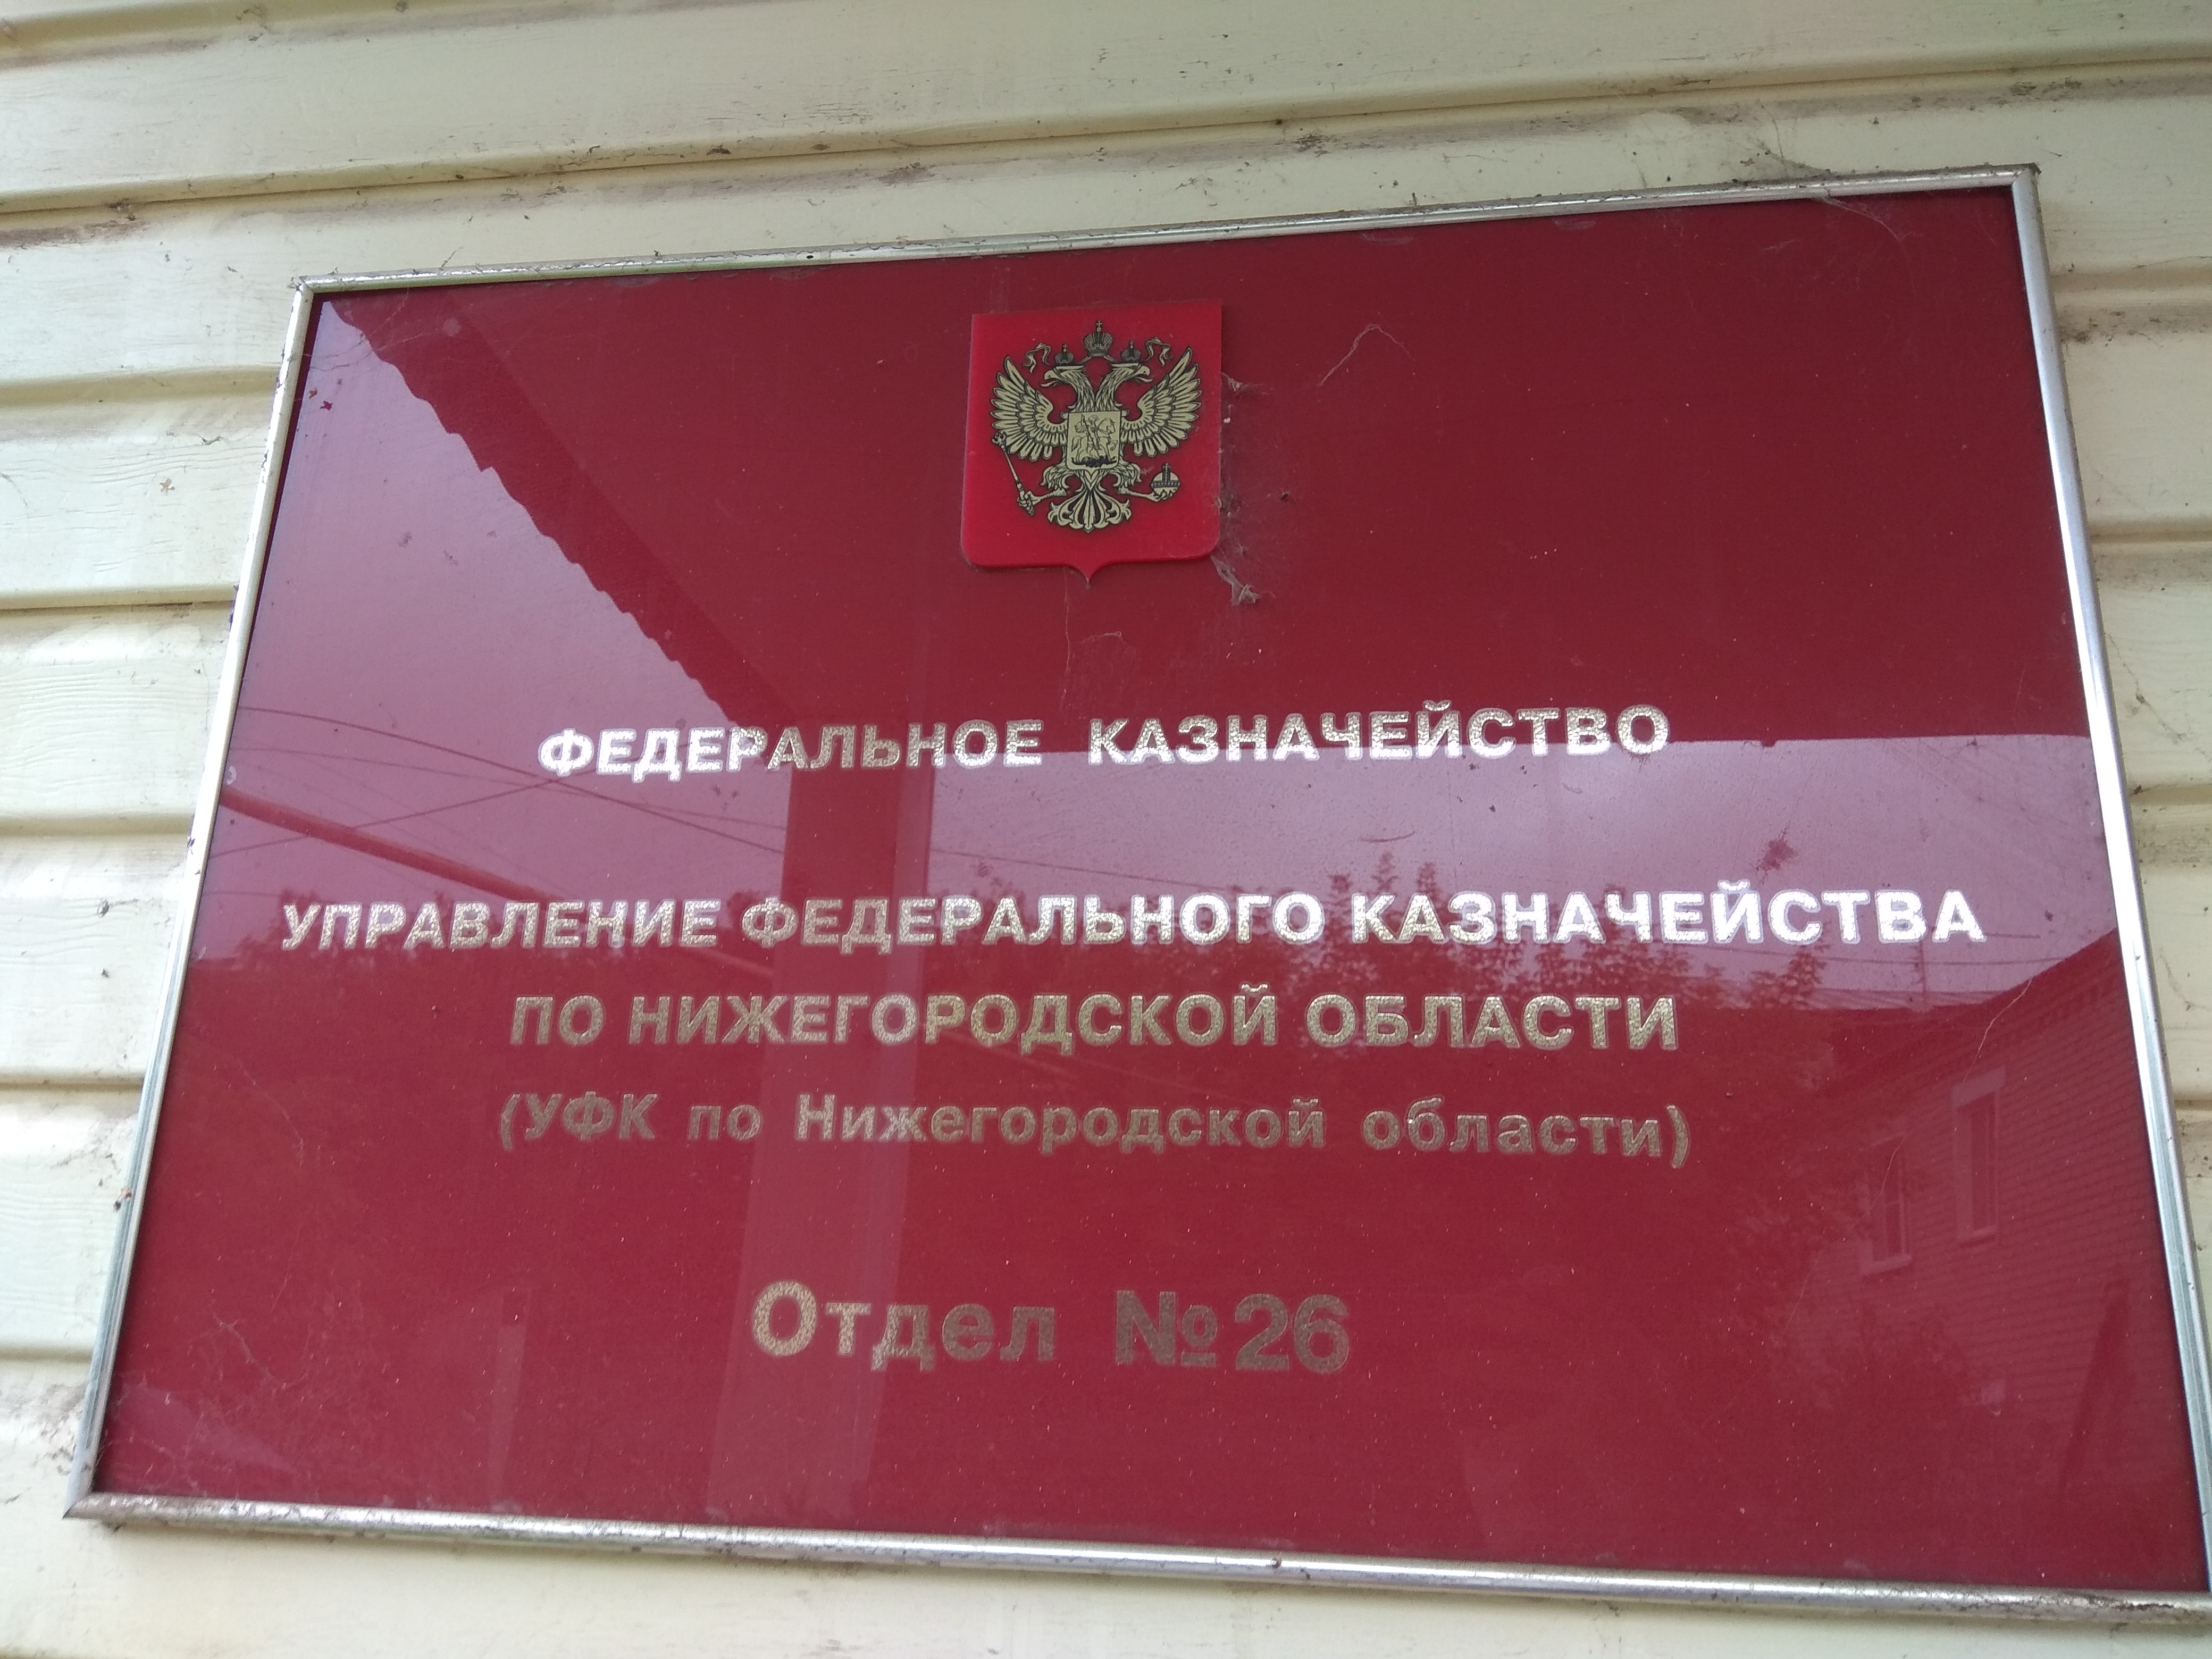 ФЕДЕРАЛЬНОЕ КАЗНАЧЕЙСТВО
УПРАВЛЕНИЕ ФЕДЕРАЛЬНОГО КАЗНАЧЕЙСТВА
ПО НИЖЕГОРОДСКОЙ ОБЛАСТИ
(УФК по Нижегородской области)
Отдел №26